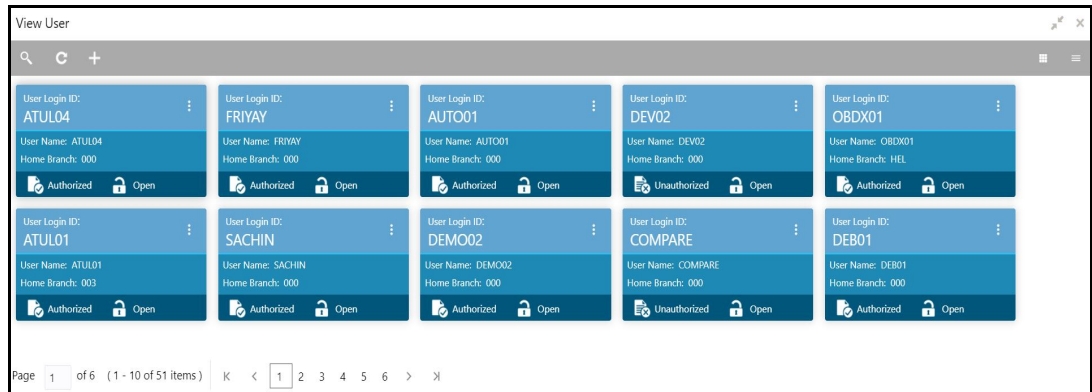 View User
User Login ID:
ATUL04
User Name: ATUL04
Home Branch: 000
Authorized Open
User Login ID:
FRIYAY
User Name: FRIYAY
Home Branch: 000
Authorized Open
User Login ID:
AUTO01
User Name: AUTO01
Home Branch: 000
Authorized Open
User Login ID:
DEV02
User Name: DEV02
Home Branch: 000
Unauthorized Open
User Login ID:
OBDX01
User Name: OBDX01
Home Branch: HEL
Authorized Open
User Login ID:
ATUL01
User Name: ATUL01
Home Branch: 003
Authorized Open
User Login ID:
SACHIN
User Name: SACHIN
Home Branch: 000
Authorized Open
User Login ID:
DEMO02
User Name: DEMO02
Home Branch: 000
Authorized Open
User Login ID:
COMPARE
User Name: COMPARE
Home Branch: 000
Unauthorized Open
User Login ID:
DEB01
User Name: DEB01
Home Branch: 000
Authorized Open
Page 1 of 6 ( 1 - 10 of 51 items ) 1 2 3 4 5 6